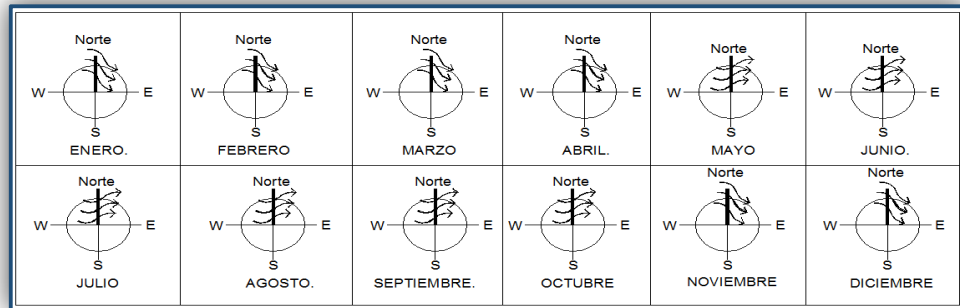 Norte Norte Norte Norte Norte Norte
W E W E W E W E W E W E
S S S S S S
ENERO. FEBRERO MARZO ABRIL. MAYO JUNIO.
Norte Norte Norte Norte Norte Norte
W E W E W E W E W E W E
S S S S S S
JULIO AGOSTO. SEPTIEMBRE. OCTUBRE NOVIEMBRE DICIEMBRE